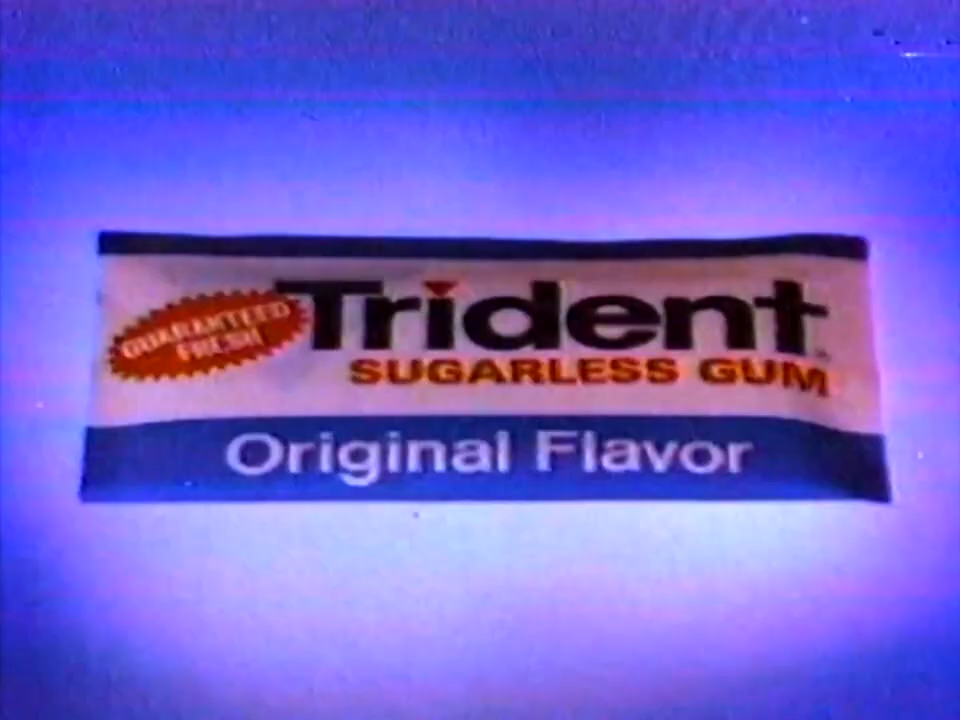 GUARANTEED
FRESH
Trident
SUGARLESS GUM
Original Flavor